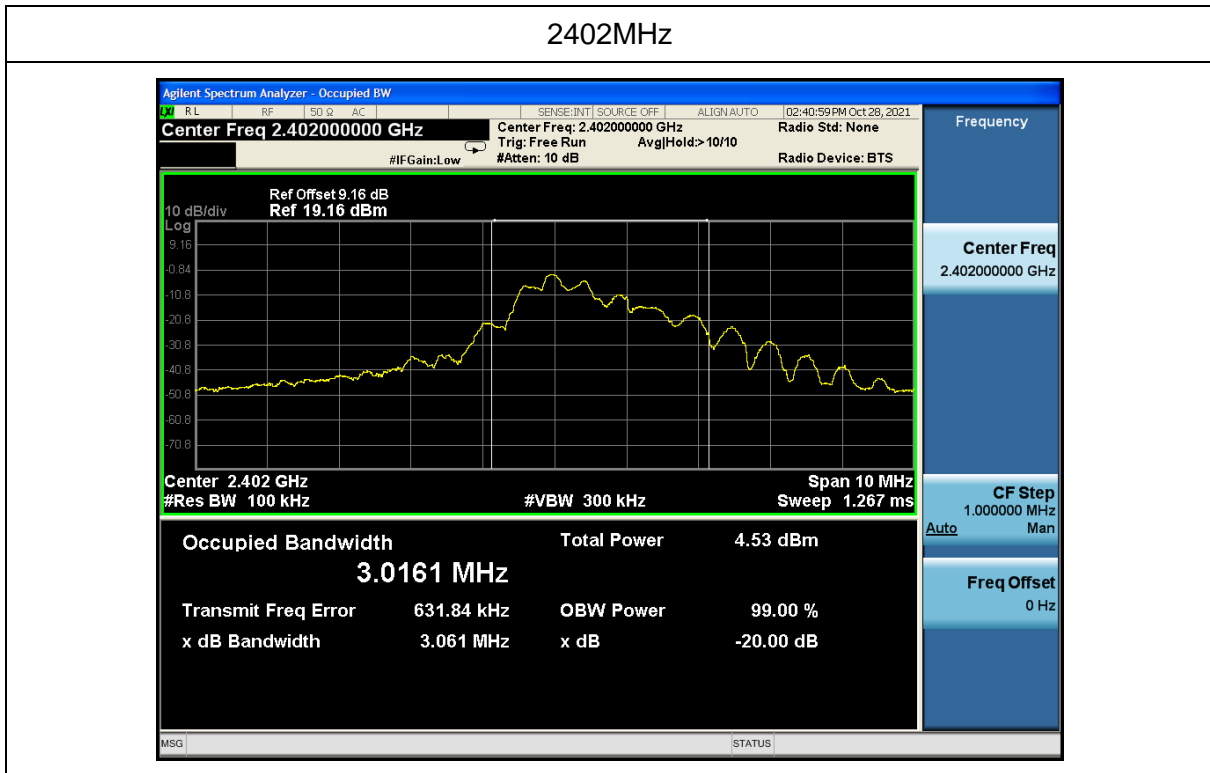 2402MHz
Agilent Spectrum Analyzer - Occupied BW
LXI RL RF 50 Ω AC SENSE:INT SOURCE OFF ALIGN AUTO 02:40:59 PM Oct 28, 2021
Center Freq 2.402000000 GHz Center Freq: 2.402000000 GHz Radio Std: None
Trig: Free Run Avg|Hold:> 10/10
#IFGain:Low #Atten: 10 dB Radio Device: BTS
Frequency
Ref Offset 9.16 dB
10 dB/div Ref 19.16 dBm
Log
9.16
-0.84
-10.8
-20.8
-30.8
-40.8
-50.8
-60.8
-70.8
Center 2.402 GHz Span 10 MHz
#Res BW 100 kHz #VBW 300 kHz Sweep 1.267 ms
Occupied Bandwidth Total Power 4.53 dBm
3.0161 MHz
Transmit Freq Error 631.84 kHz OBW Power 99.00 %
x dB Bandwidth 3.061 MHz x dB -20.00 dB
Center Freq
2.402000000 GHz
CF Step
1.000000 MHz
Auto Man
Freq Offset
0 Hz
MSG STATUS